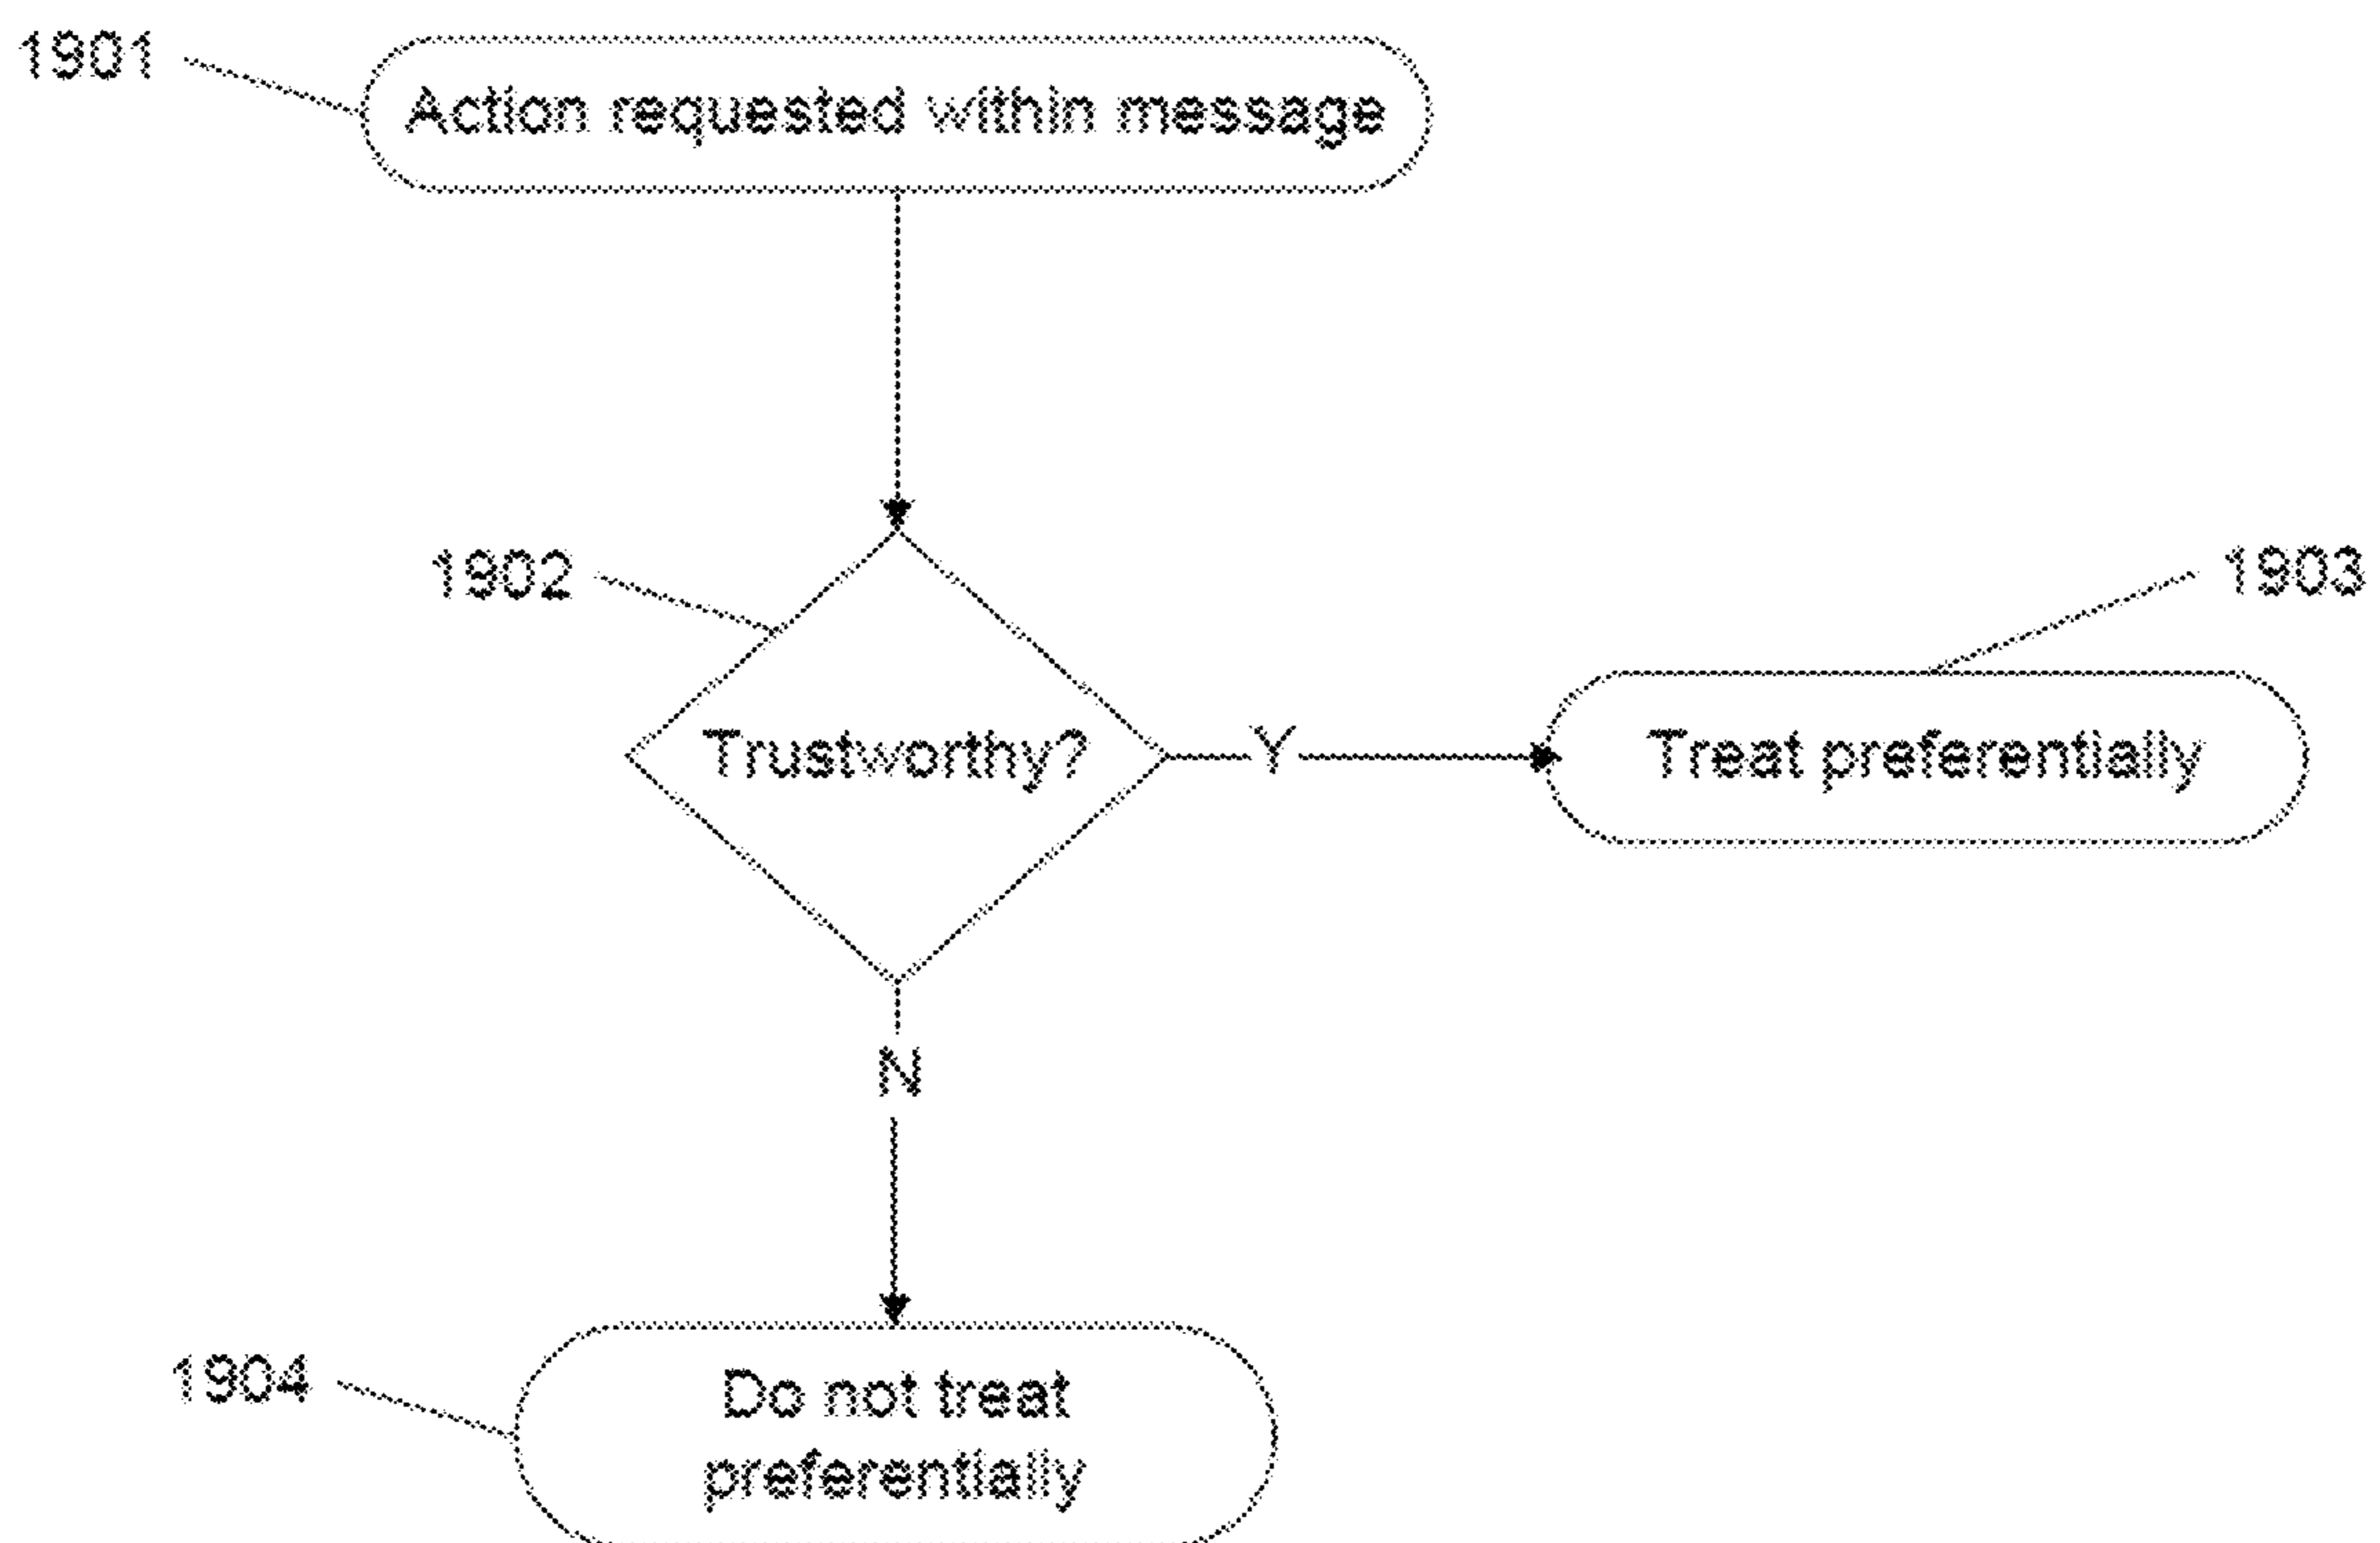 1901
Action requested within message
1902
1903
Trustworthy?
Y
Treat preferentially
N
1904
Do not treat
preferentially